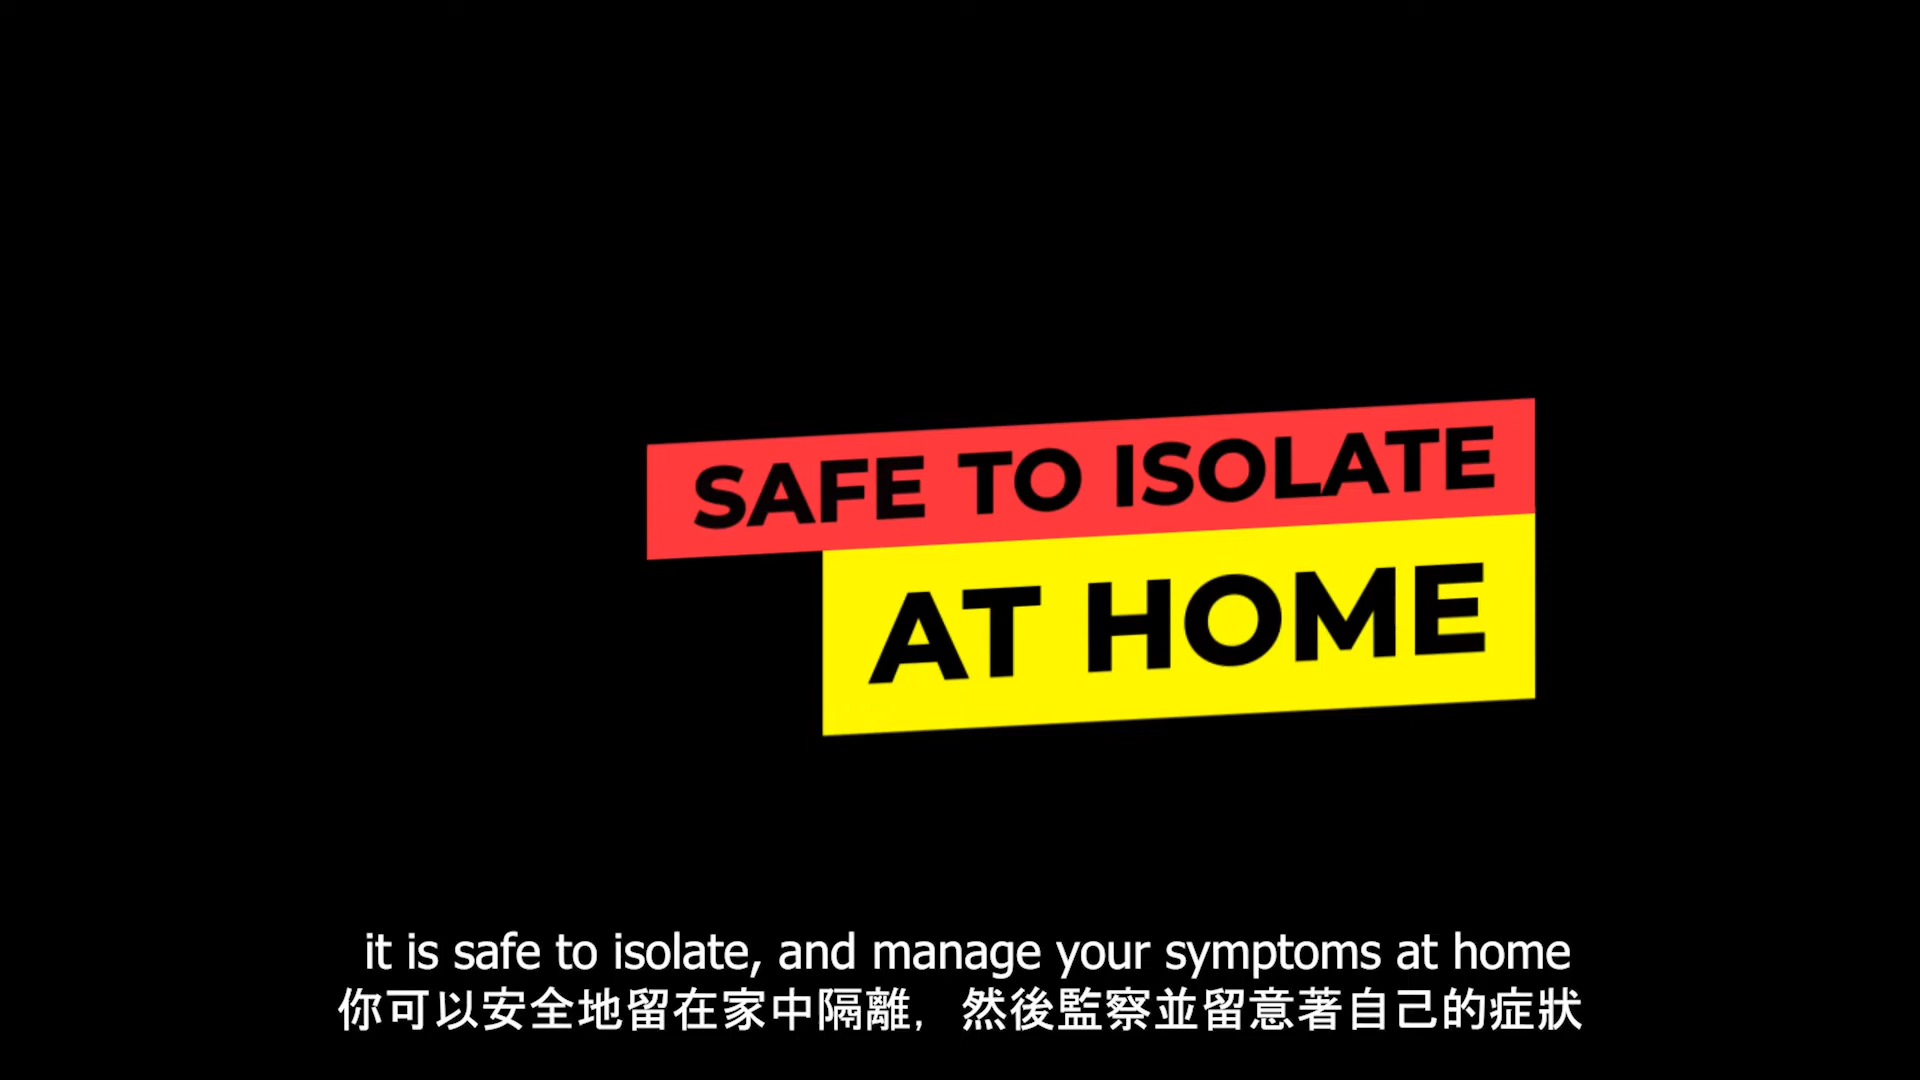 SAFE TO ISOLATE
AT HOME
it is safe to isolate, and manage your symptoms at home
你可以安全地留在家中隔離，然後監察並留意著自己的症狀